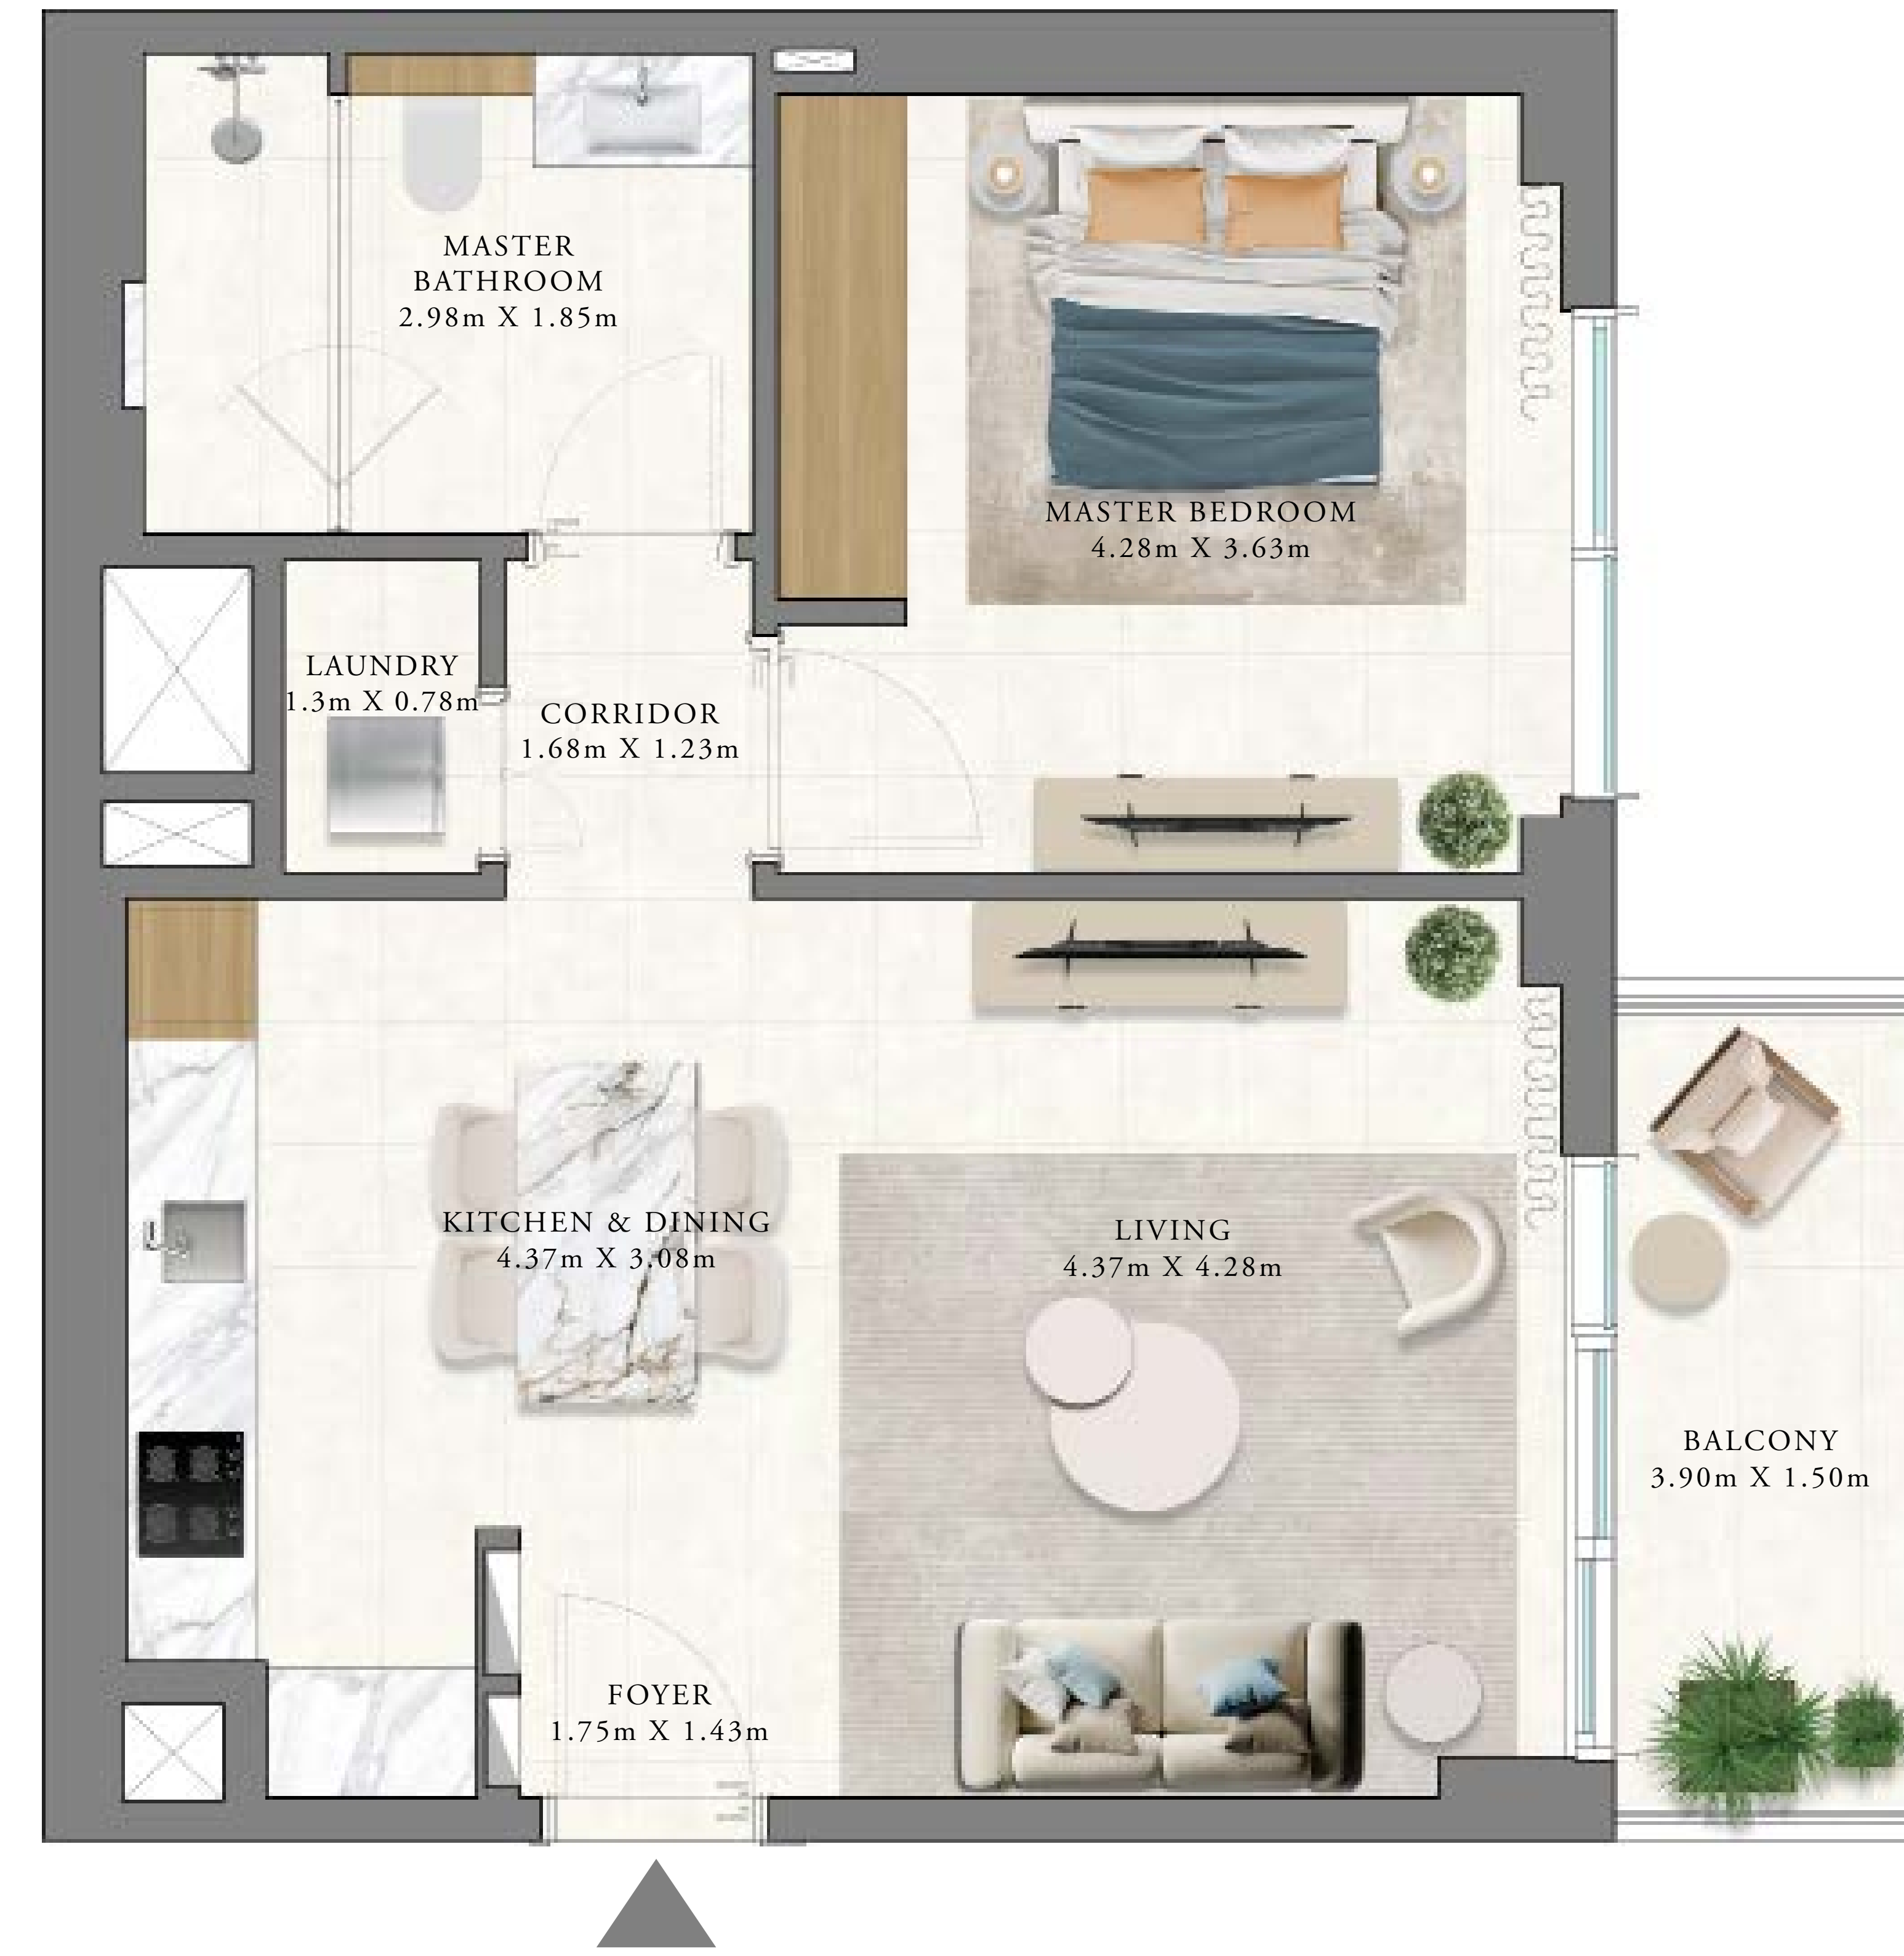 MASTER
BATHROOM
2.98m X 1.85m
MASTER BEDROOM
4.28m X 3.63m
LAUNDRY
1.3m X 0.78m
CORRIDOR
1.68m X 1.23m
KITCHEN & DINING
4.37m X 3.08m
LIVING
4.37m X 4.28m
BALCONY
3.90m X 1.50m
FOYER
1.75m X 1.43m